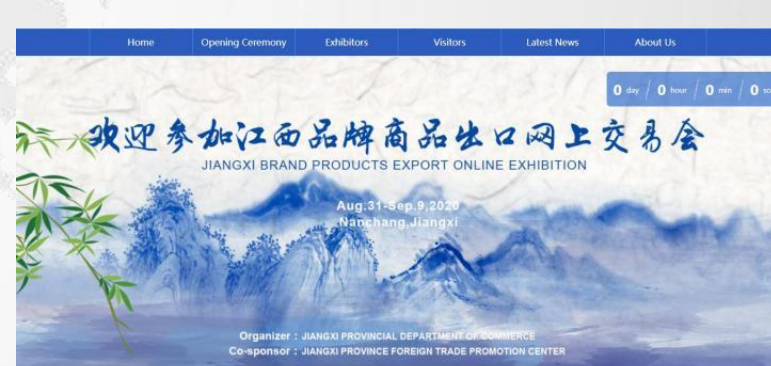 Home Opening Ceremony Exhibitors Visitors Latest News About Us
0 day / 0 hour / 0 min / 0
欢迎参加江西品牌商品出口网上交易会
JIANGXI BRAND PRODUCTS EXPORT ONLINE EXHIBITION
Aug.31-Sep.9,2020
Nanchang,Jiangxi
Organizer : JIANGXI PROVINCIAL DEPARTMENT OF COMMERCE
Co-sponsor : JIANGXI PROVINCE FOREIGN TRADE PROMOTION CENTER